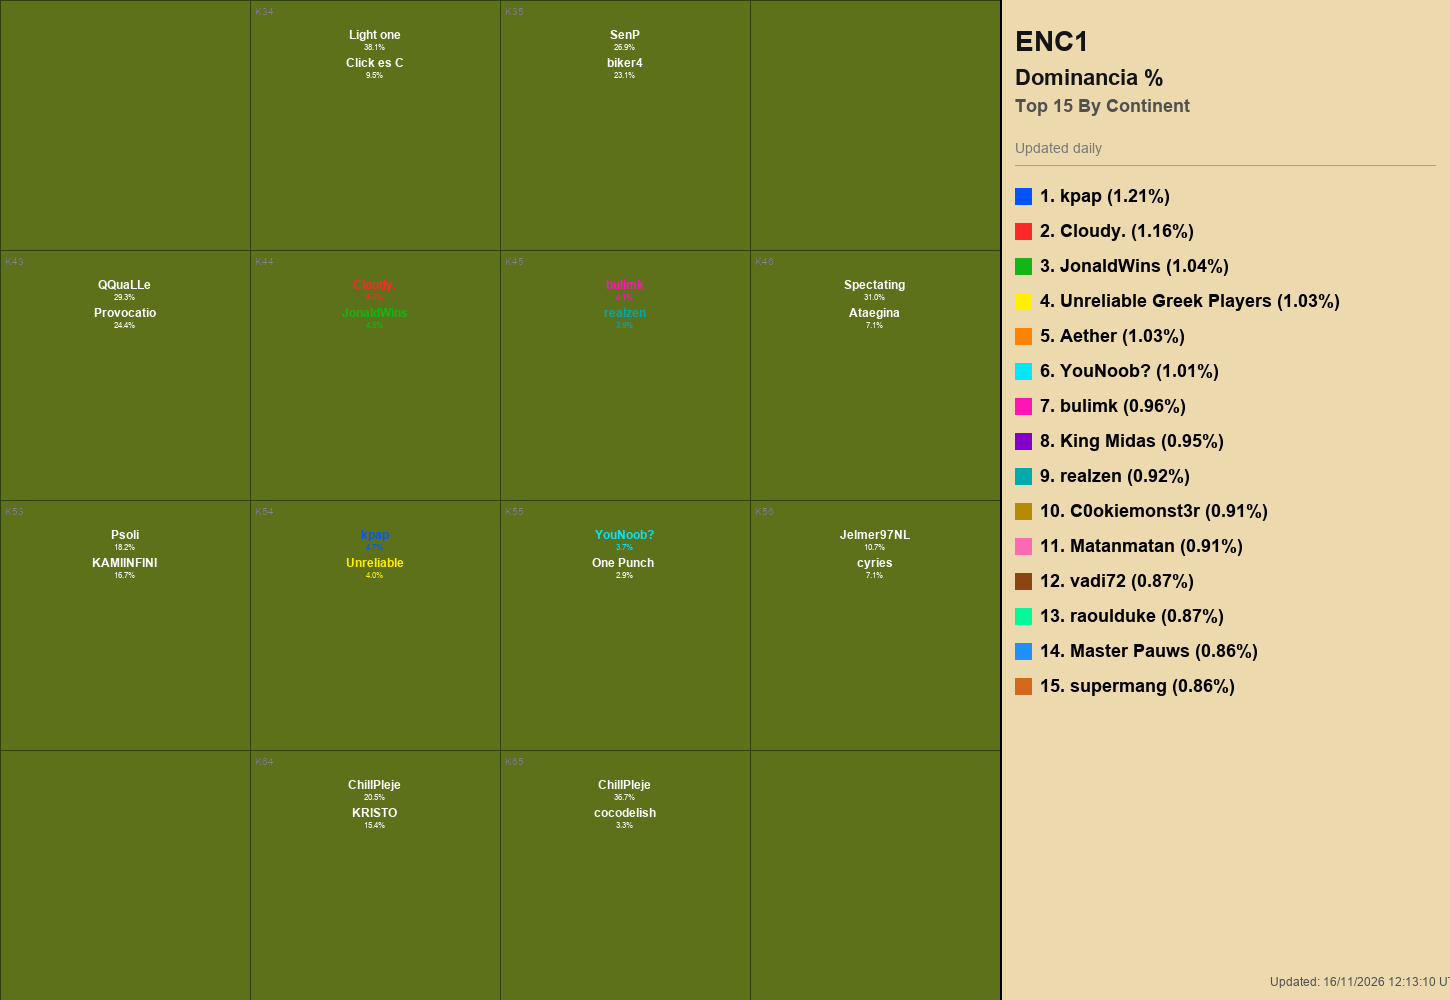 K34
Light one
38.1%
Click es C
9.5%
K35
SenP
26.9%
biker4
23.1%
K43
QQuaLLe
29.3%
Provocatio
24.4%
K44
Cloudy.
JonaldWins
K45
bulimk
4.1%
realzen
3.9%
K46
Spectating
31.0%
Ataegina
7.1%
K53
Psoli
18.2%
KAMIINFINI
16.7%
K54
kpap
4.7%
Unreliable
4.0%
K55
YouNoob?
3.7%
One Punch
2.9%
K56
Jelmer97NL
10.7%
cyries
7.1%
K64
ChillPleje
20.5%
KRISTO
15.4%
K65
ChillPleje
36.7%
cocodelish
3.3%
ENC1
Dominancia %
Top 15 By Continent
Updated daily
1. kpap (1.21%)
2. Cloudy. (1.16%)
3. JonaldWins (1.04%)
4. Unreliable Greek Players (1.03%)
5. Aether (1.03%)
6. YouNoob? (1.01%)
7. bulimk (0.96%)
8. King Midas (0.95%)
9. realzen (0.92%)
10. C0okiemonst3r (0.91%)
11. Matanmatan (0.91%)
12. vadi72 (0.87%)
13. raoulduke (0.87%)
14. Master Pauws (0.86%)
15. supermang (0.86%)
Updated: 16/11/2026 12:13:10